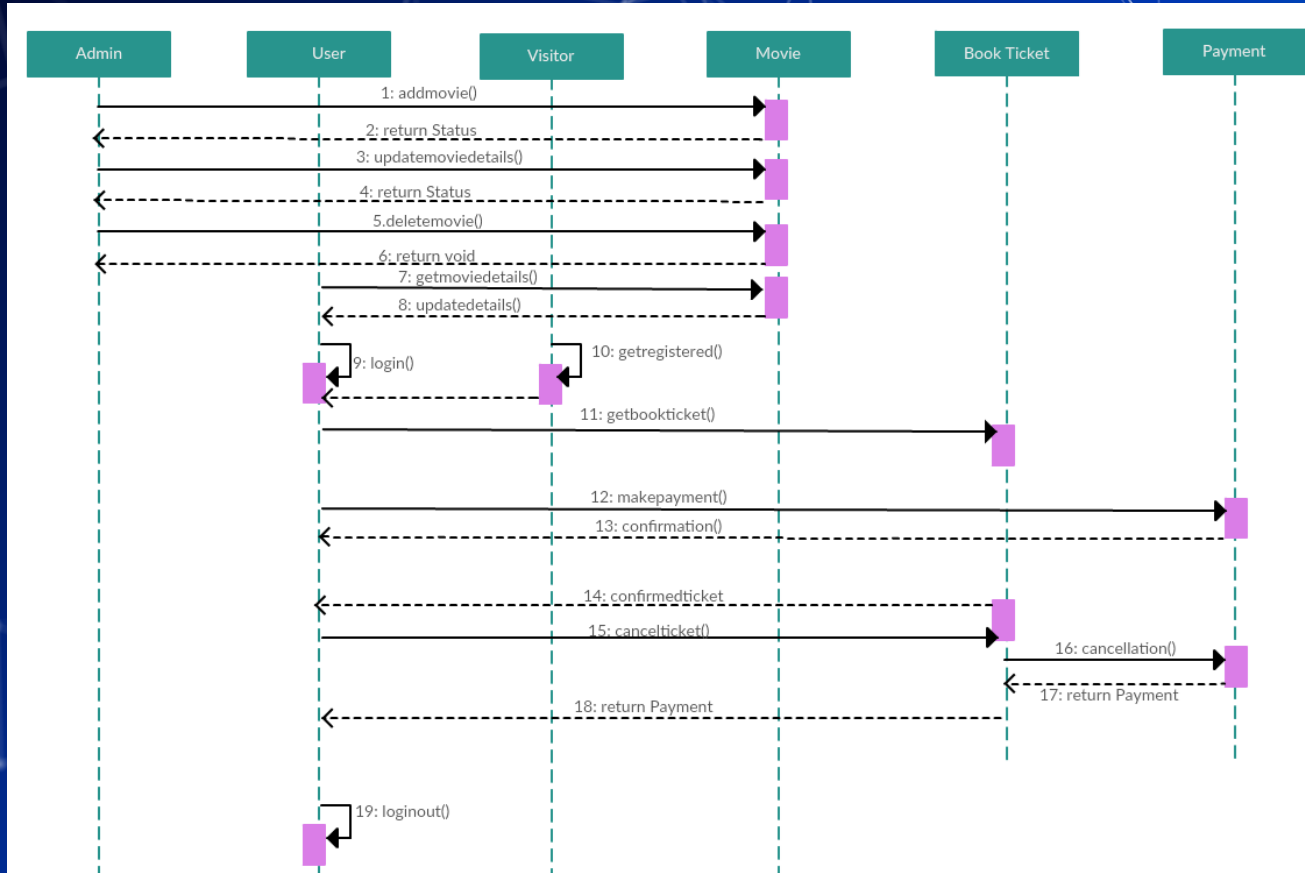 Admin
User
Visitor
Movie
Book Ticket
Payment
1: addmovie()
2: return Status
3: updatemoviedetails()
4: return Status
5.deletemovie()
6: return void
7: getmoviedetails()
8: updatedetails()
9: login()
10: getregistered()
11: getbookticket()
12: makepayment()
13: confirmation()
14: confirmedticket
15: cancelticket()
16: cancellation()
17: return Payment
18: return Payment
19: loginout()